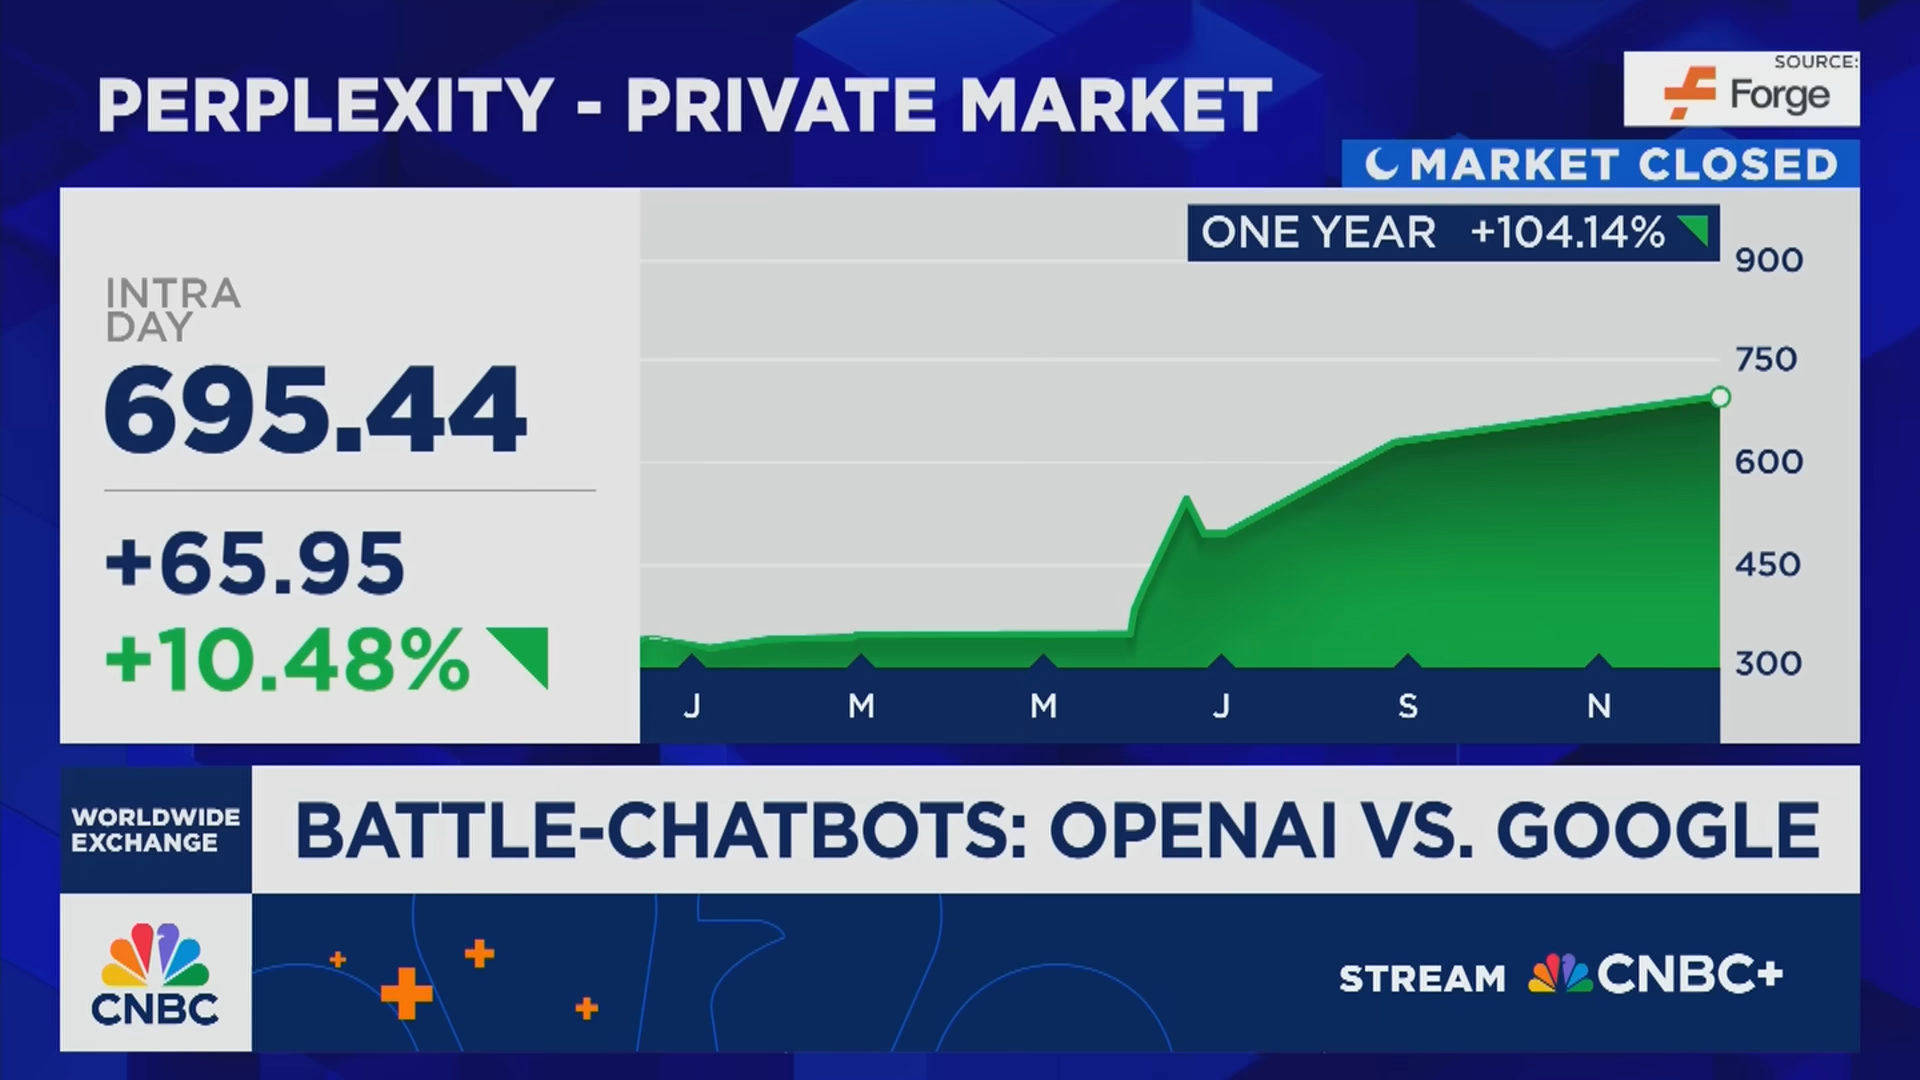 PERPLEXITY - PRIVATE MARKET
SOURCE:
Forge
MARKET CLOSED
ONE YEAR +104.14%
INTRA
DAY
695.44
+65.95
+10.48%
900
750
600
450
300
J M M J S N
WORLDWIDE
EXCHANGE
BATTLE-CHATBOTS: OPENAI VS. GOOGLE
CNBC
STREAM CNBC+